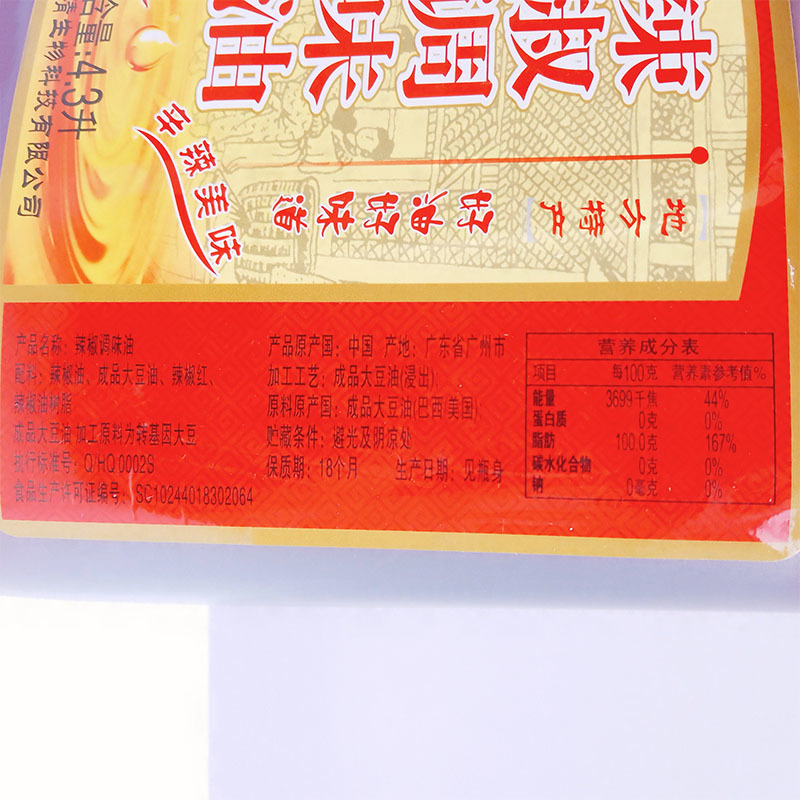 辣椒
调味油
含量:4.3升
生物科技有限公司
辛辣美味
好油好味道
地方特产
产品名称：辣椒调味油
配料：辣椒油、成品大豆油、辣椒红、
辣椒油树脂
成品大豆油 加工原料为转基因大豆
执行标准号：Q/HQ 0002S
食品生产许可证编号： SC10244018302064
产品原产国：中国 产地：广东省广州市
加工工艺：成品大豆油(浸出)；
原料原产国：成品大豆油(巴西 美国)；
贮藏条件：避光及阴凉处
保质期：18个月 生产日期：见瓶身
营养成分表
项目 每100克 营养素参考值%
能量 3699千焦 44%
蛋白质 0克 0%
脂肪 100.0克 167%
碳水化合物 0克 0%
钠 0毫克 0%